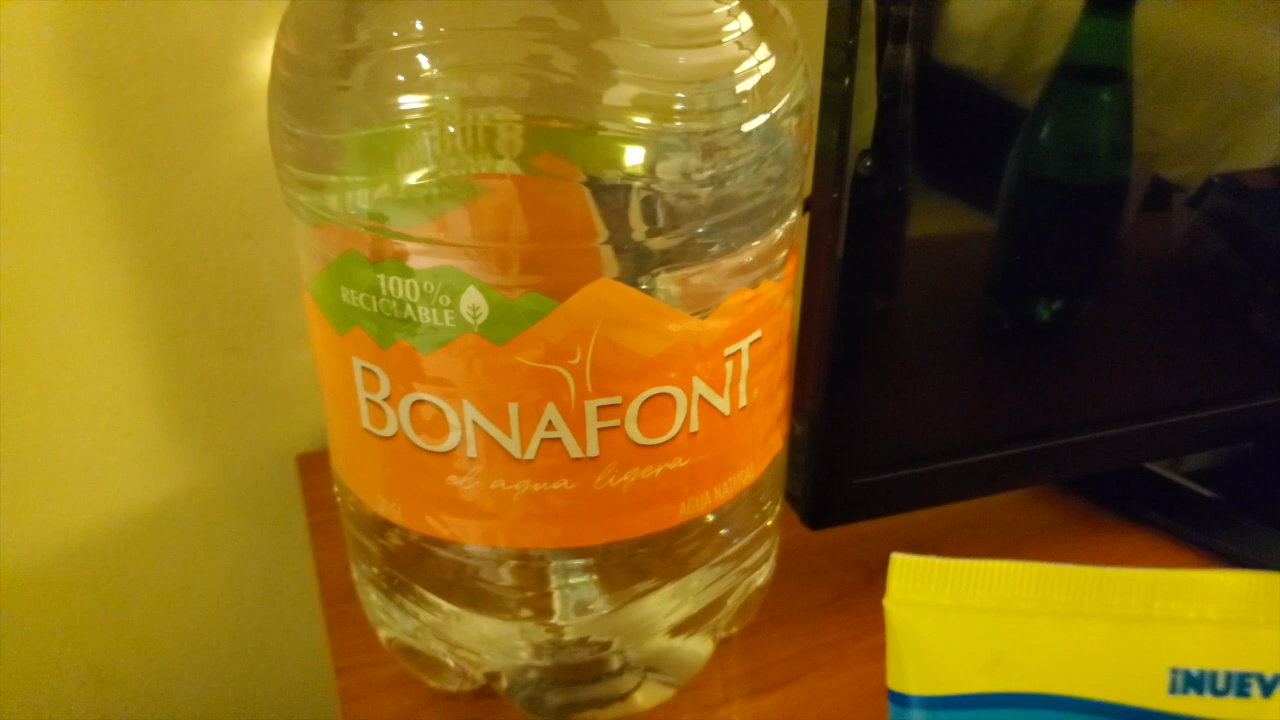 100%
RECICLABLE
BONAFONT
el agua ligera
AGUA NATURAL
¡NUEV